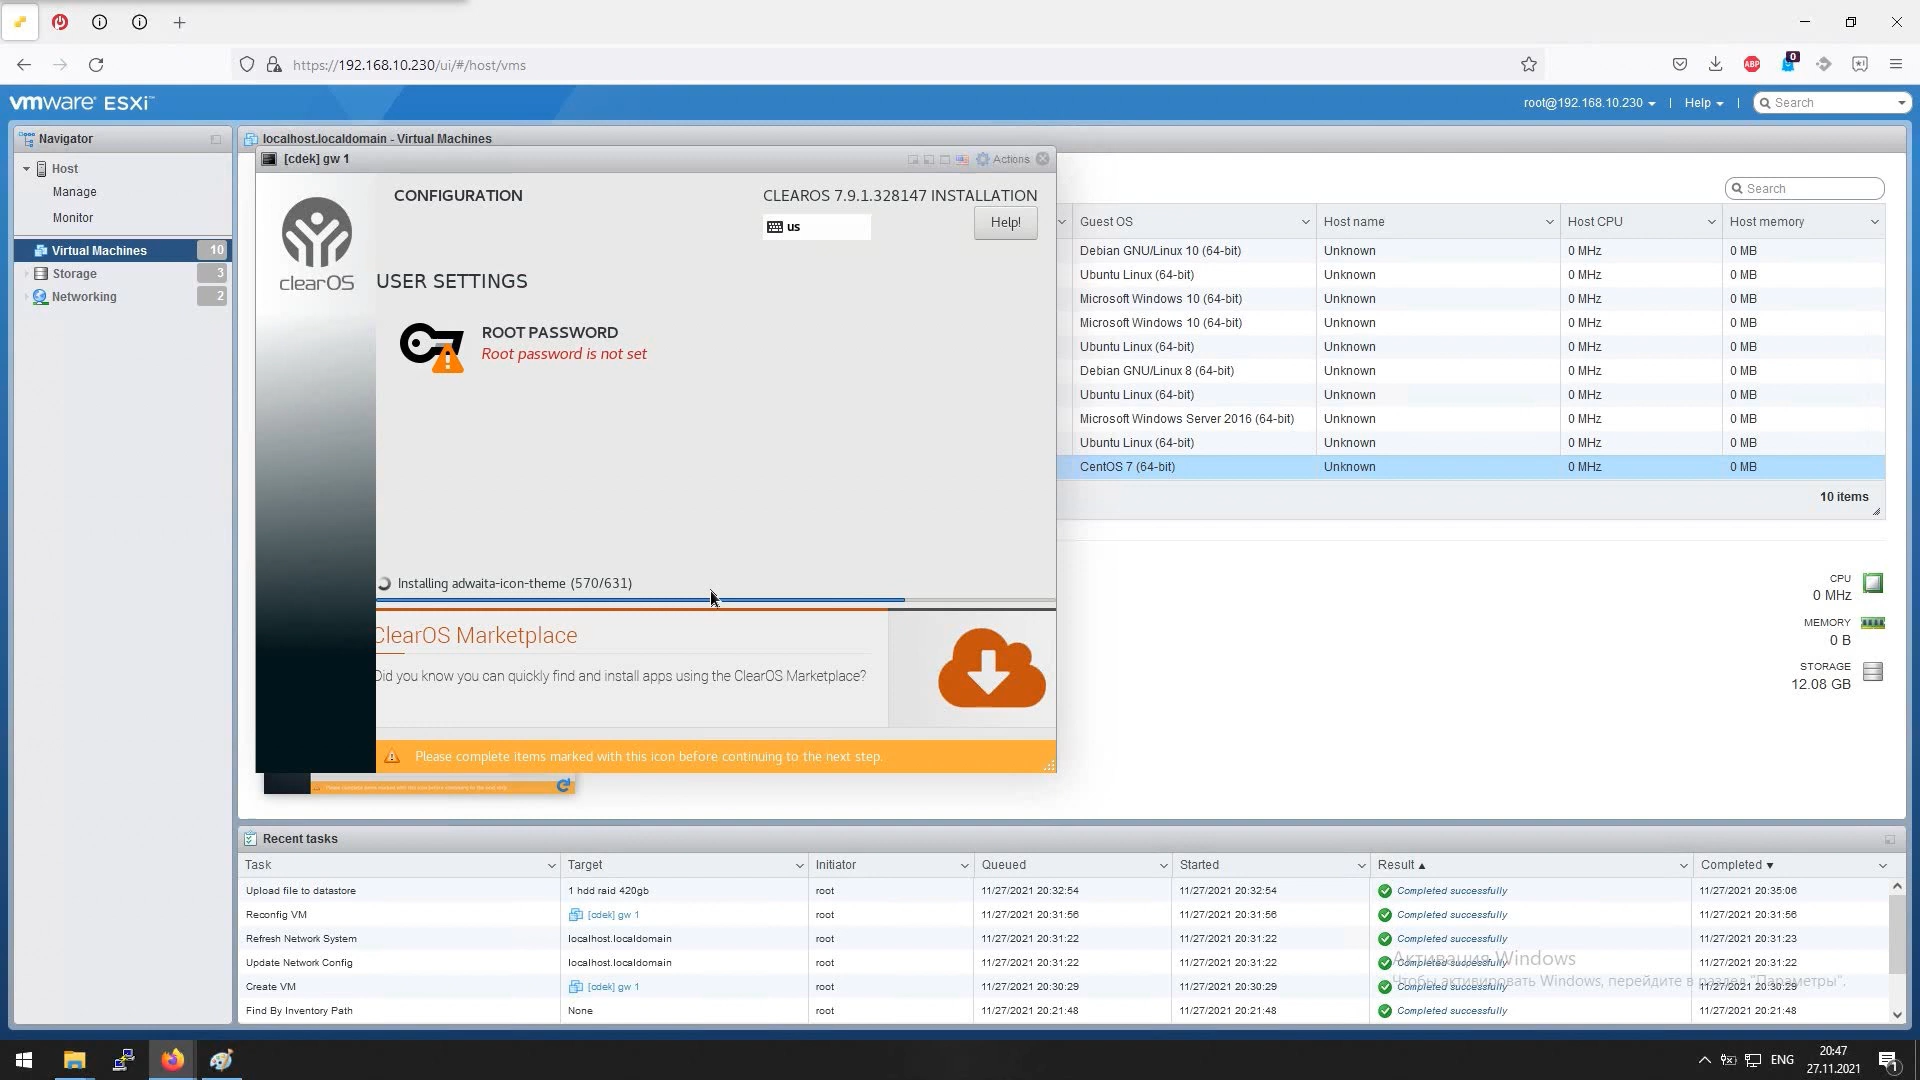 https://192.168.10.230/ui/#/host/vms
ABP
0
vmware ESXi
root@192.168.10.230 | Help | Search
Navigator
Host
Manage
Monitor
Virtual Machines 10
Storage 3
Networking 2
localhost.localdomain - Virtual Machines
[cdek] gw 1
Actions
CONFIGURATION
CLEAROS 7.9.1.328147 INSTALLATION
us
Help!
clearOS
USER SETTINGS
ROOT PASSWORD
Root password is not set
Installing adwaita-icon-theme (570/631)
ClearOS Marketplace
Did you know you can quickly find and install apps using the ClearOS Marketplace?
Please complete items marked with this icon before continuing to the next step.
Search
Guest OS Host name Host CPU Host memory
Debian GNU/Linux 10 (64-bit) Unknown 0 MHz 0 MB
Ubuntu Linux (64-bit) Unknown 0 MHz 0 MB
Microsoft Windows 10 (64-bit) Unknown 0 MHz 0 MB
Microsoft Windows 10 (64-bit) Unknown 0 MHz 0 MB
Ubuntu Linux (64-bit) Unknown 0 MHz 0 MB
Debian GNU/Linux 8 (64-bit) Unknown 0 MHz 0 MB
Ubuntu Linux (64-bit) Unknown 0 MHz 0 MB
Microsoft Windows Server 2016 (64-bit) Unknown 0 MHz 0 MB
Ubuntu Linux (64-bit) Unknown 0 MHz 0 MB
CentOS 7 (64-bit) Unknown 0 MHz 0 MB
10 items
CPU
0 MHz
MEMORY
0 B
STORAGE
12.08 GB
Recent tasks
Task Target Initiator Queued Started Result Completed
Upload file to datastore 1 hdd raid 420gb root 11/27/2021 20:32:54 11/27/2021 20:32:54 Completed successfully 11/27/2021 20:35:06
Reconfig VM [cdek] gw 1 root 11/27/2021 20:31:56 11/27/2021 20:31:56 Completed successfully 11/27/2021 20:31:56
Refresh Network System localhost.localdomain root 11/27/2021 20:31:22 11/27/2021 20:31:22 Completed successfully 11/27/2021 20:31:23
Update Network Config localhost.localdomain root 11/27/2021 20:31:22 11/27/2021 20:31:22 Completed successfully 11/27/2021 20:31:22
Create VM [cdek] gw 1 root 11/27/2021 20:30:29 11/27/2021 20:30:29 Completed successfully 11/27/2021 20:30:29
Find By Inventory Path None root 11/27/2021 20:21:48 11/27/2021 20:21:48 Completed successfully 11/27/2021 20:21:48
Активация Windows
Чтобы активировать Windows, перейдите в раздел "Параметры".
ENG
20:47
27.11.2021
1